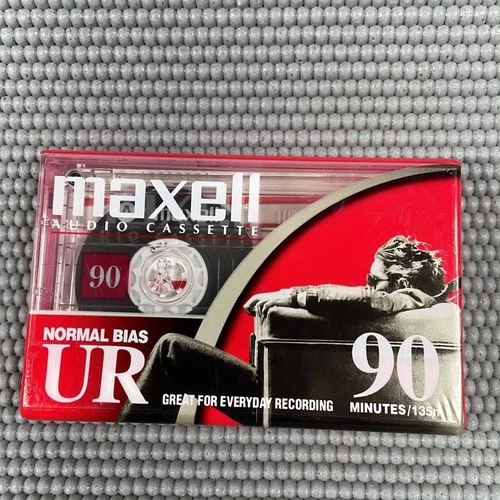 maxell
AUDIO CASSETTE
90
NORMAL BIAS
UR
GREAT FOR EVERYDAY RECORDING
90
MINUTES/135m